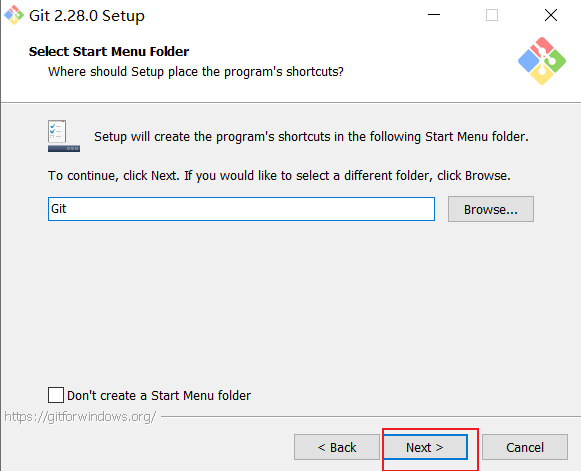 Git 2.28.0 Setup
Select Start Menu Folder
Where should Setup place the program's shortcuts?
Setup will create the program's shortcuts in the following Start Menu folder.
To continue, click Next. If you would like to select a different folder, click Browse.
Git
Browse...
Don't create a Start Menu folder
https://gitforwindows.org/
< Back
Next >
Cancel